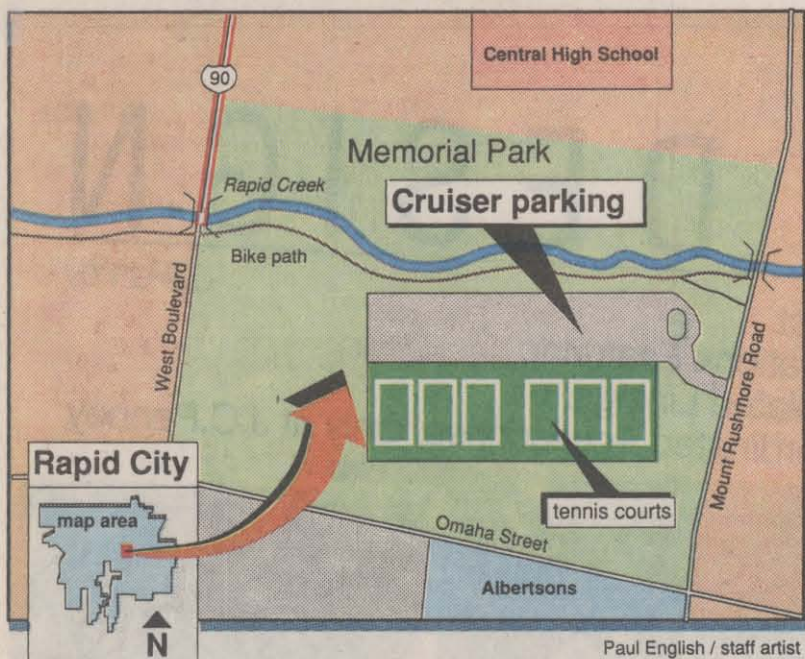 Central High School
90
Memorial Park
Rapid Creek
Cruiser parking
Bike path
West Boulevard
Mount Rushmore Road
Rapid City
map area
tennis courts
Omaha Street
Albertsons
N
Paul English / staff artist